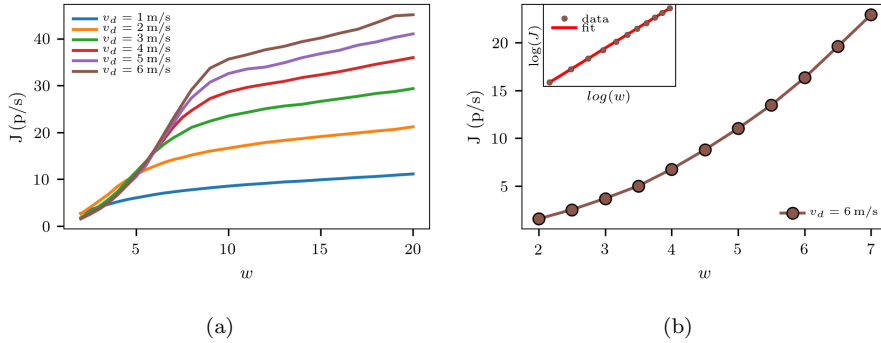 v_d = 1 m/s
v_d = 2 m/s
v_d = 3 m/s
v_d = 4 m/s
v_d = 5 m/s
v_d = 6 m/s
J (p/s)
0
10
20
30
40
5
10
15
20
w
(a)
data
fit
log(J)
log(w)
J (p/s)
5
10
15
20
v_d = 6 m/s
2
3
4
5
6
7
w
(b)